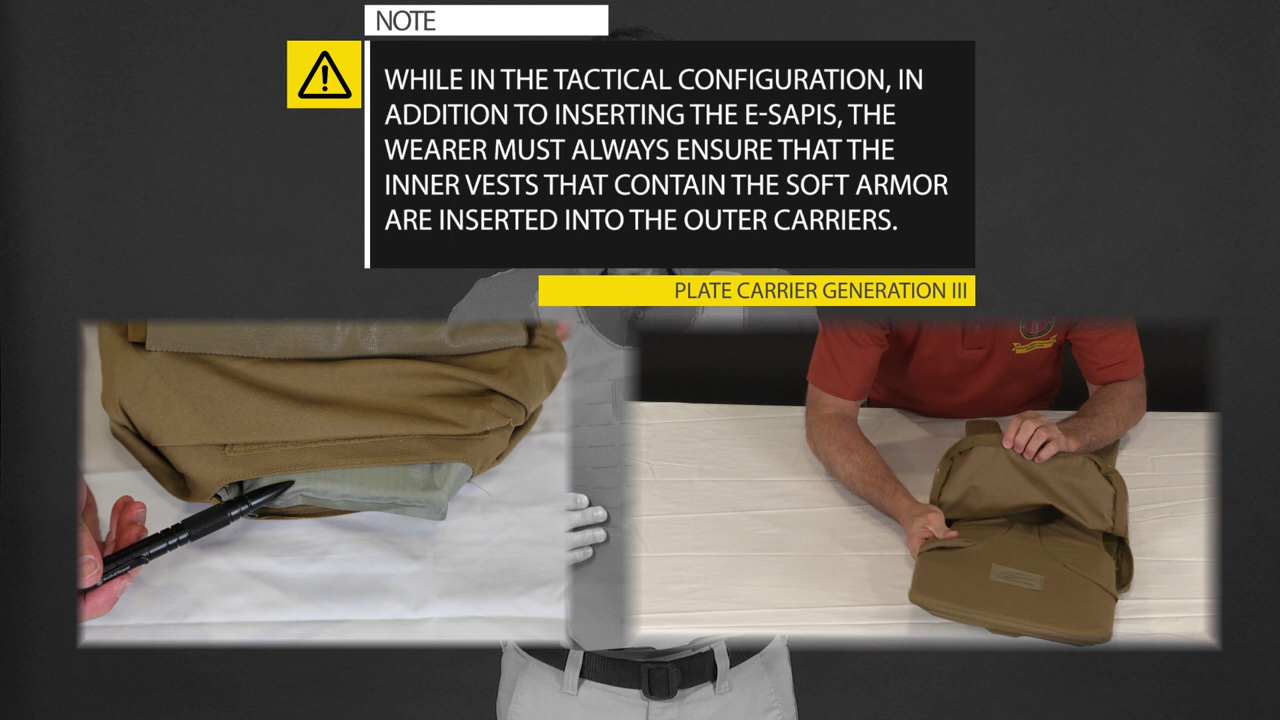 NOTE
WHILE IN THE TACTICAL CONFIGURATION, IN
ADDITION TO INSERTING THE E-SAPIS, THE
WEARER MUST ALWAYS ENSURE THAT THE
INNER VESTS THAT CONTAIN THE SOFT ARMOR
ARE INSERTED INTO THE OUTER CARRIERS.
PLATE CARRIER GENERATION III